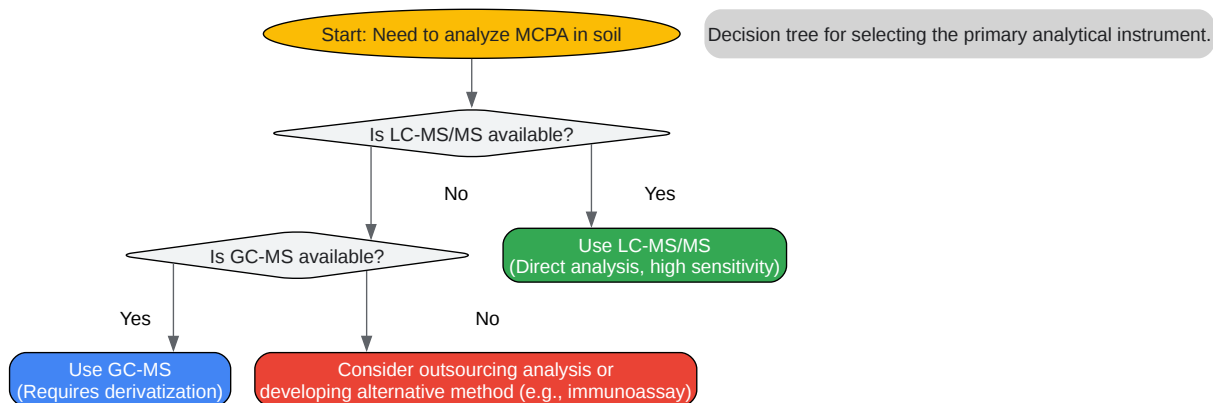 Start: Need to analyze MCPA in soil
Decision tree for selecting the primary analytical instrument.
Is LC-MS/MS available?
No
Yes
Is GC-MS available?
Use LC-MS/MS
(Direct analysis, high sensitivity)
Yes
No
Use GC-MS
(Requires derivatization)
Consider outsourcing analysis or
developing alternative method (e.g., immunoassay)